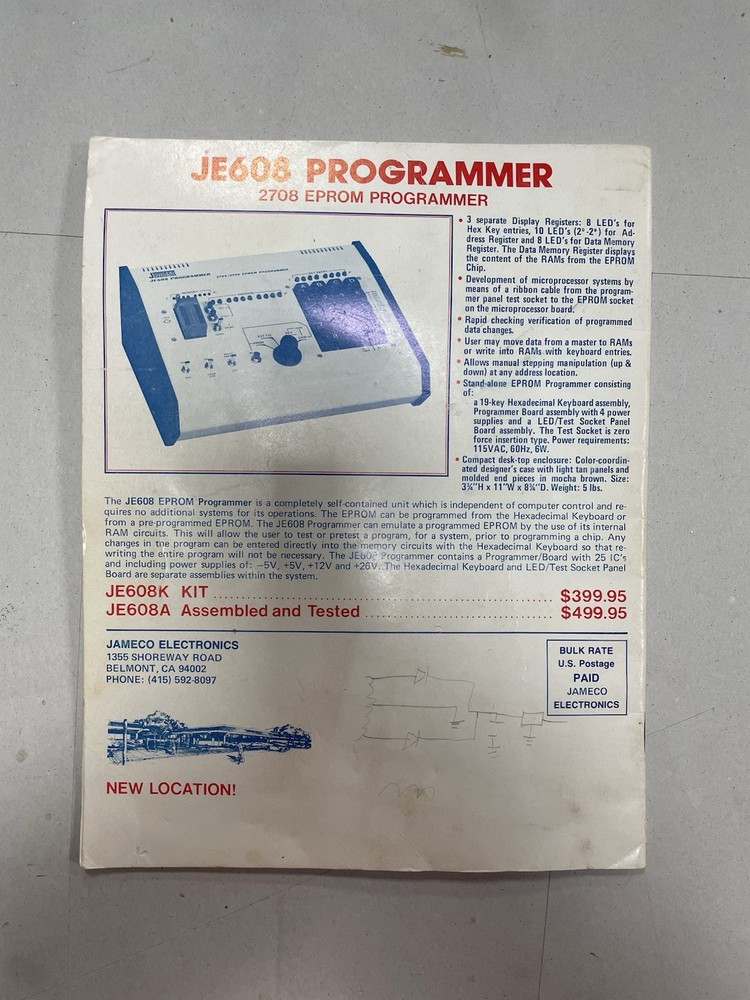 JE608 PROGRAMMER
2708 EPROM PROGRAMMER
JAMECO
JE608 PROGRAMMER
2704/2708 EPROM PROGRAMMER
• 3 separate Display Registers: 8 LED's for
Hex Key entries, 10 LED's (2⁰-2⁹) for Ad-
dress Register and 8 LED's for Data Memory
Register. The Data Memory Register displays
the content of the RAMs from the EPROM
Chip.
• Development of microprocessor systems by
means of a ribbon cable from the program-
mer panel test socket to the EPROM socket
on the microprocessor board.
• Rapid checking verification of programmed
data changes.
• User may move data from a master to RAMs
or write into RAMs with keyboard entries.
• Allows manual stepping manipulation (up &
down) at any address location.
• Stand-alone EPROM Programmer consisting
of:
a 19-key Hexadecimal Keyboard assembly,
Programmer Board assembly with 4 power
supplies and a LED/Test Socket Panel
Board assembly. The Test Socket is zero
force insertion type. Power requirements:
115VAC, 60Hz, 6W.
• Compact desk-top enclosure: Color-coordin-
ated designer's case with light tan panels and
molded end pieces in mocha brown. Size:
3¾"H x 11"W x 8¾"D. Weight: 5 lbs.
The JE608 EPROM Programmer is a completely self-contained unit which is independent of computer control and re-
quires no additional systems for its operations. The EPROM can be programmed from the Hexadecimal Keyboard or
from a pre-programmed EPROM. The JE608 Programmer can emulate a programmed EPROM by the use of its internal
RAM circuits. This will allow the user to test or pretest a program, for a system, prior to programming a chip. Any
changes in the program can be entered directly into the memory circuits with the Hexadecimal Keyboard so that re-
writing the entire program will not be necessary. The JE608 Programmer contains a Programmer/Board with 25 IC's
and including power supplies of: −5V, +5V, +12V and +26V. The Hexadecimal Keyboard and LED/Test Socket Panel
Board are separate assemblies within the system.
JE608K KIT ........................................ $399.95
JE608A Assembled and Tested ........................ $499.95
JAMECO ELECTRONICS
1355 SHOREWAY ROAD
BELMONT, CA 94002
PHONE: (415) 592-8097
BULK RATE
U.S. Postage
PAID
JAMECO
ELECTRONICS
NEW LOCATION!